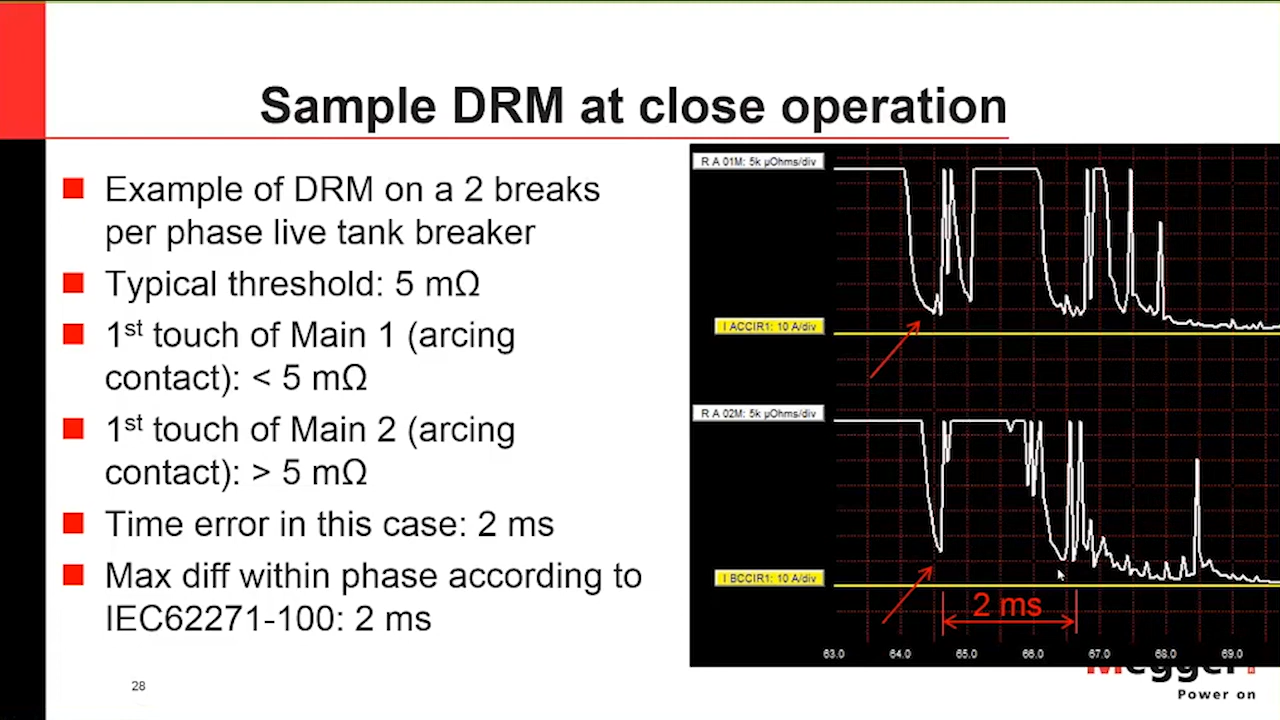 Sample DRM at close operation
Example of DRM on a 2 breaks
per phase live tank breaker
Typical threshold: 5 mΩ
1st touch of Main 1 (arcing
contact): < 5 mΩ
1st touch of Main 2 (arcing
contact): > 5 mΩ
Time error in this case: 2 ms
Max diff within phase according to
IEC62271-100: 2 ms
R A 01M: 5k µOhms/div
I ACCIR1: 10 A/div
R A 02M: 5k µOhms/div
I BCCIR1: 10 A/div
2 ms
63.0 64.0 65.0 66.0 67.0 68.0 69.0
Megger
Power on
28